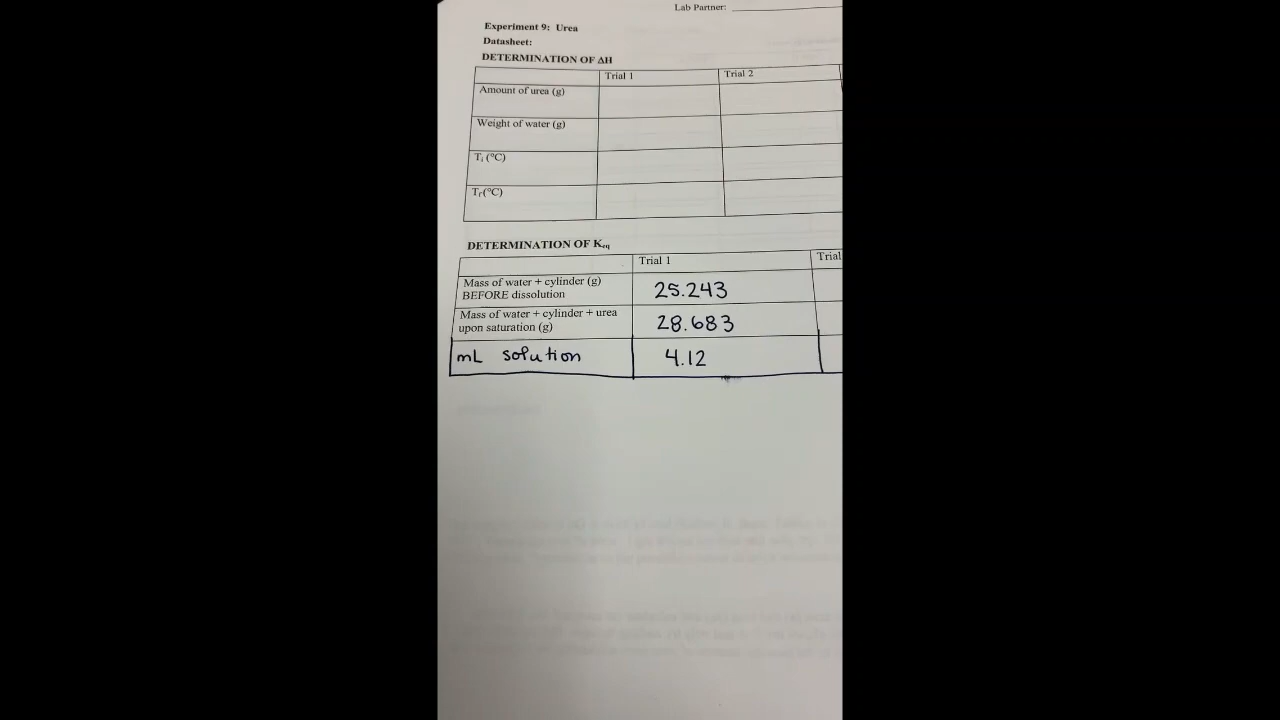 Lab Partner:
Experiment 9: Urea
Datasheet:
DETERMINATION OF ΔH
Trial 1 Trial 2
Amount of urea (g)
Weight of water (g)
Ti (°C)
Tf (°C)
DETERMINATION OF Keq
Trial 1 Trial
Mass of water + cylinder (g)
BEFORE dissolution 25.243
Mass of water + cylinder + urea
upon saturation (g) 28.683
mL solution 4.12